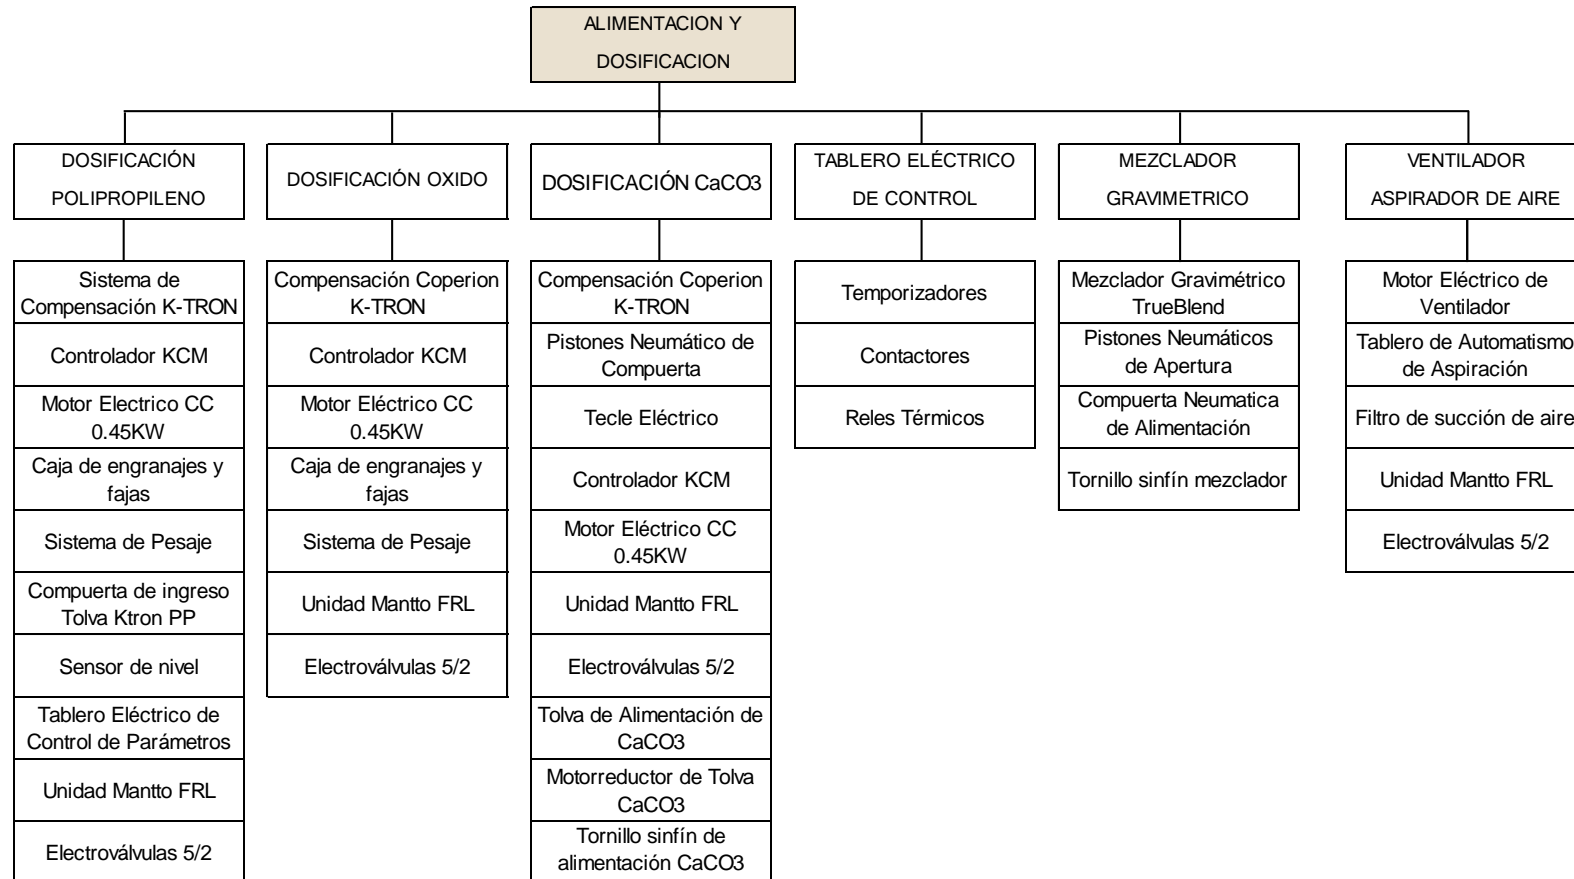 ALIMENTACION Y
DOSIFICACION
DOSIFICACIÓN
POLIPROPILENO
DOSIFICACIÓN OXIDO
DOSIFICACIÓN CaCO3
TABLERO ELÉCTRICO
DE CONTROL
MEZCLADOR
GRAVIMETRICO
VENTILADOR
ASPIRADOR DE AIRE
Sistema de
Compensación K-TRON
Controlador KCM
Motor Electrico CC
0.45KW
Caja de engranajes y
fajas
Sistema de Pesaje
Compuerta de ingreso
Tolva Ktron PP
Sensor de nivel
Tablero Eléctrico de
Control de Parámetros
Unidad Mantto FRL
Electroválvulas 5/2
Compensación Coperion
K-TRON
Controlador KCM
Motor Eléctrico CC
0.45KW
Caja de engranajes y
fajas
Sistema de Pesaje
Unidad Mantto FRL
Electroválvulas 5/2
Compensación Coperion
K-TRON
Pistones Neumático de
Compuerta
Tecle Eléctrico
Controlador KCM
Motor Eléctrico CC
0.45KW
Unidad Mantto FRL
Electroválvulas 5/2
Tolva de Alimentación de
CaCO3
Motorreductor de Tolva
CaCO3
Tornillo sinfín de
alimentación CaCO3
Temporizadores
Contactores
Reles Térmicos
Mezclador Gravimétrico
TrueBlend
Pistones Neumáticos
de Apertura
Compuerta Neumatica
de Alimentación
Tornillo sinfín mezclador
Motor Eléctrico de
Ventilador
Tablero de Automatismo
de Aspiración
Filtro de succión de aire
Unidad Mantto FRL
Electroválvulas 5/2